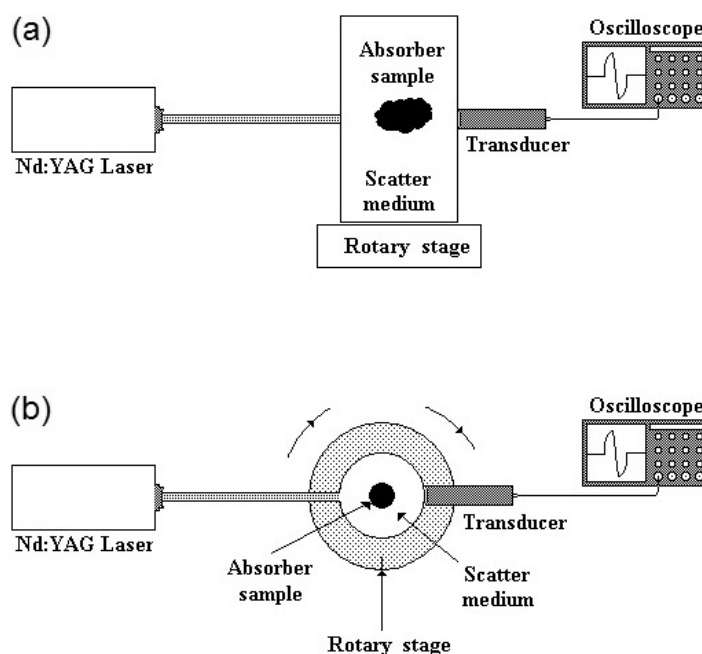 (a)
Oscilloscope
Absorber
sample
Transducer
Nd:YAG Laser
Scatter
medium
Rotary stage
(b)
Oscilloscope
Transducer
Nd:YAG Laser
Absorber
sample
Scatter
medium
Rotary stage